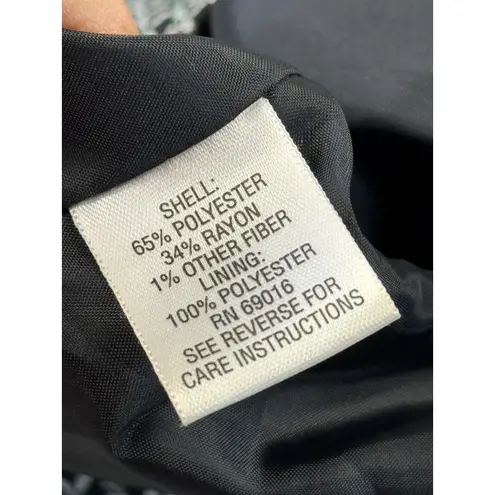 SHELL:
65% POLYESTER
34% RAYON
1% OTHER FIBER
LINING:
100% POLYESTER
RN 69016
SEE REVERSE FOR
CARE INSTRUCTIONS